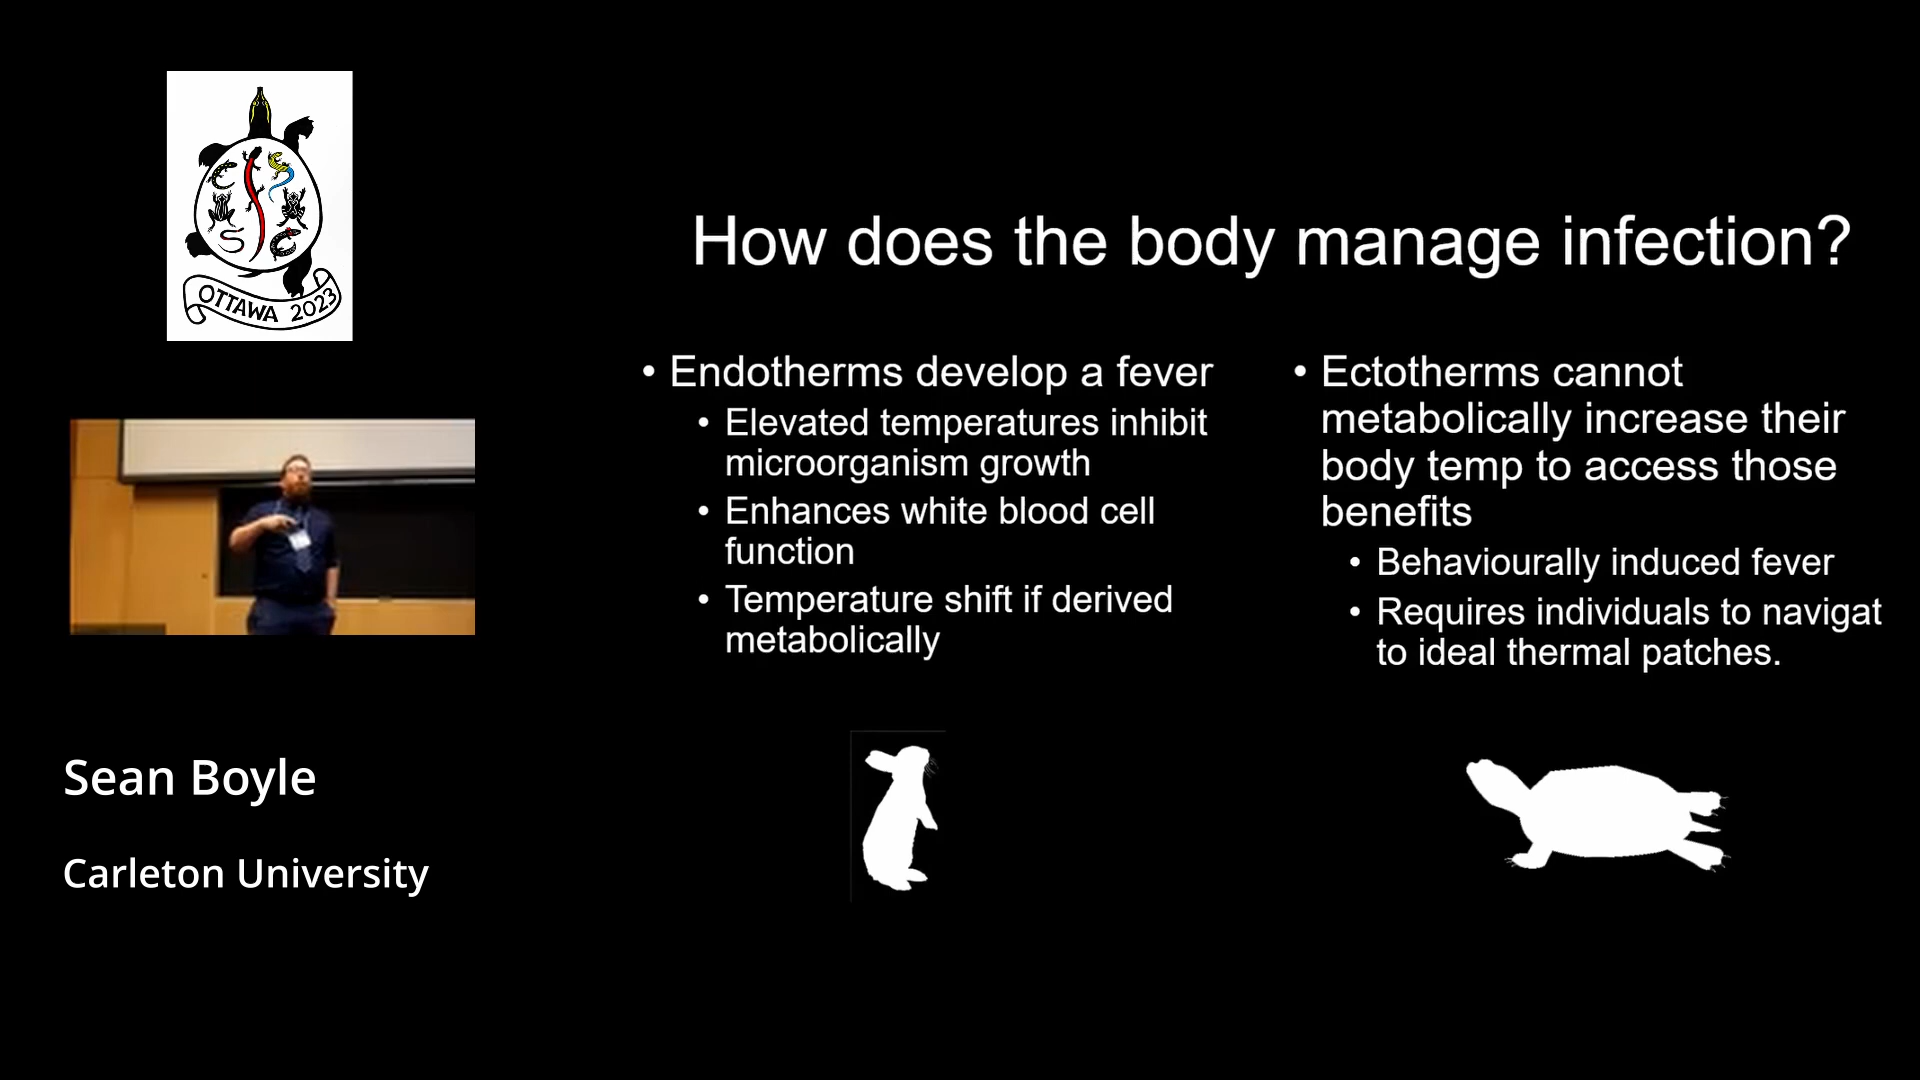 OTTAWA 2023
Sean Boyle
Carleton University
How does the body manage infection?
• Endotherms develop a fever
• Elevated temperatures inhibit
microorganism growth
• Enhances white blood cell
function
• Temperature shift if derived
metabolically
• Ectotherms cannot
metabolically increase their
body temp to access those
benefits
• Behaviourally induced fever
• Requires individuals to navigat
to ideal thermal patches.